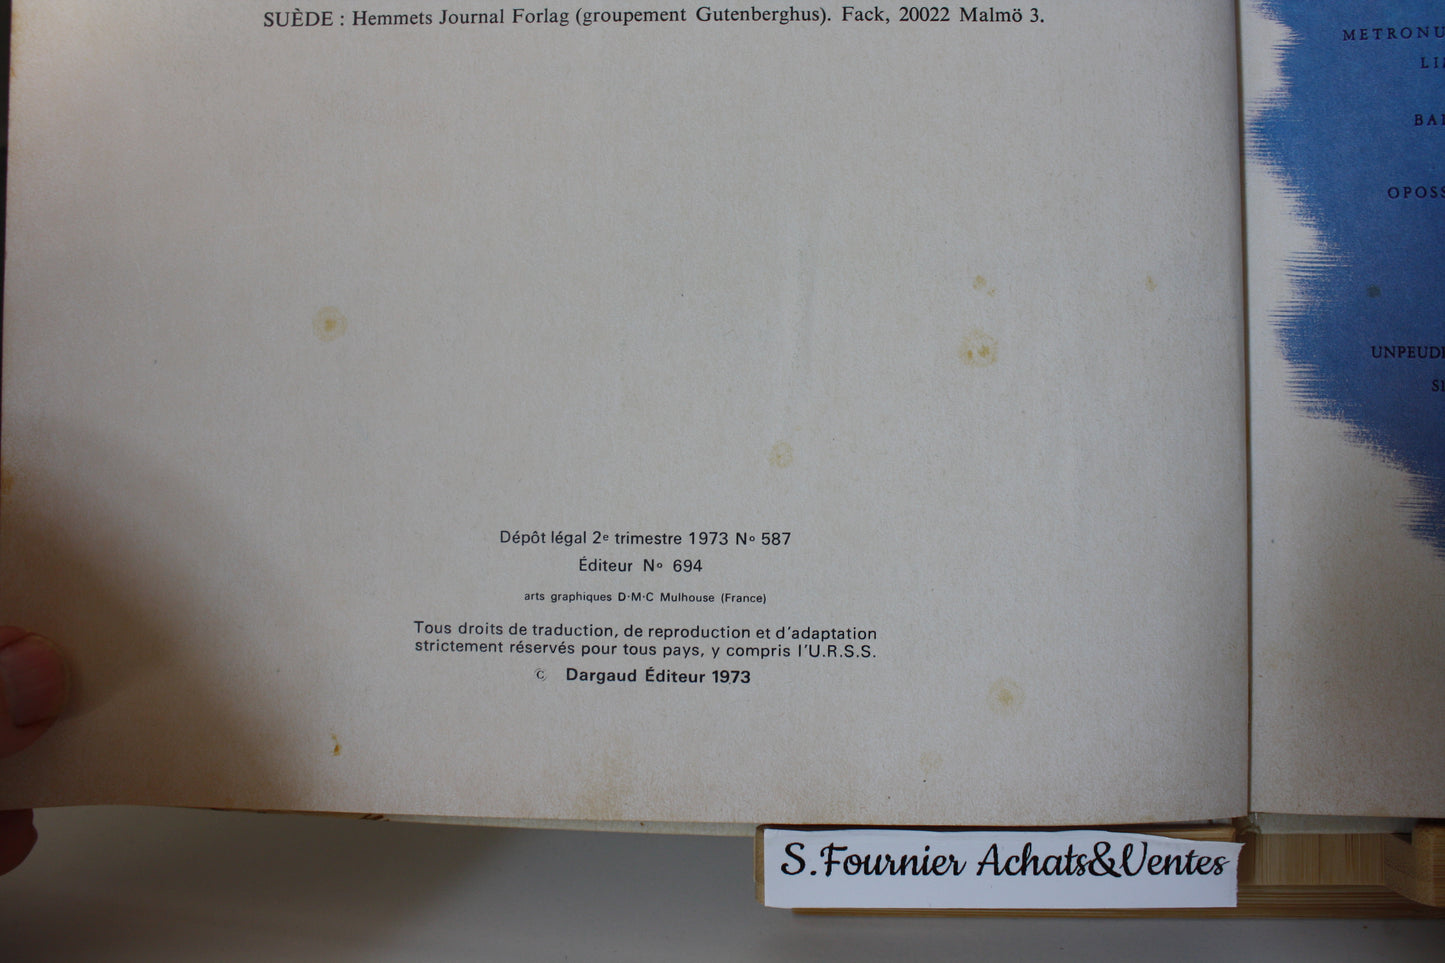 SUÈDE : Hemmets Journal Forlag (groupement Gutenberghus). Fack, 20022 Malmö 3.
Dépôt légal 2e trimestre 1973 No 587
Éditeur No 694
arts graphiques D·M·C Mulhouse (France)
Tous droits de traduction, de reproduction et d'adaptation
strictement réservés pour tous pays, y compris l'U.R.S.S.
© Dargaud Éditeur 1973
S.Fournier Achats&Ventes